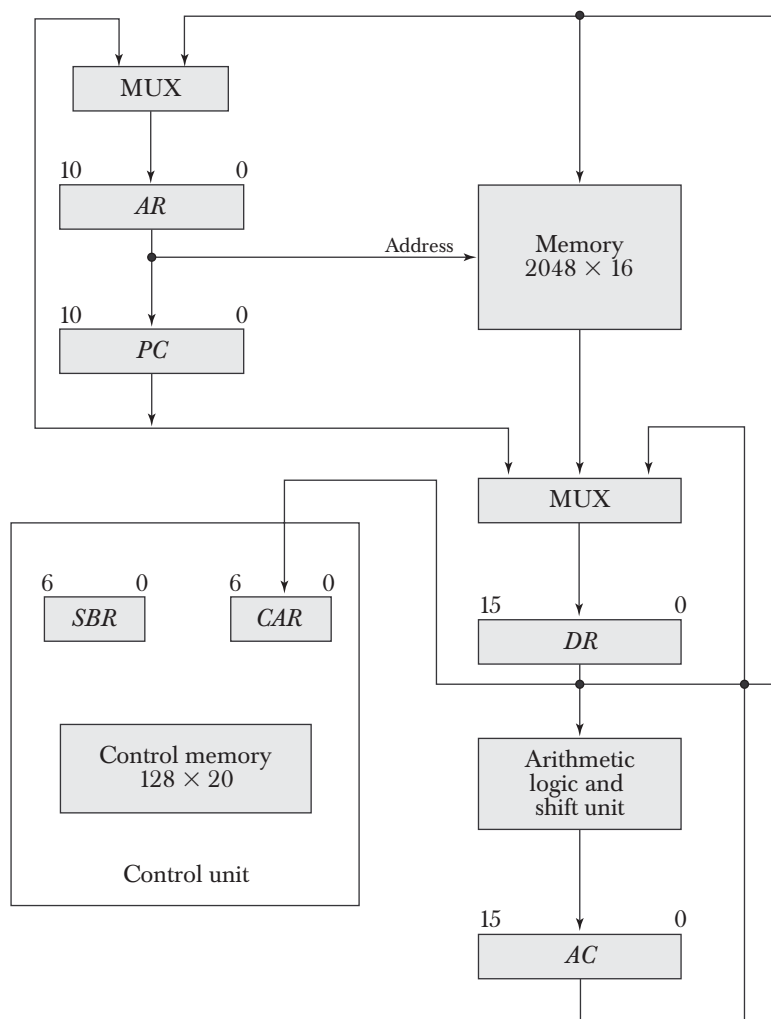 MUX
10 0
AR
Address
Memory
2048 × 16
10 0
PC
MUX
6 0
6 0
SBR
CAR
15 0
DR
Control memory
128 × 20
Arithmetic
logic and
shift unit
Control unit
15 0
AC